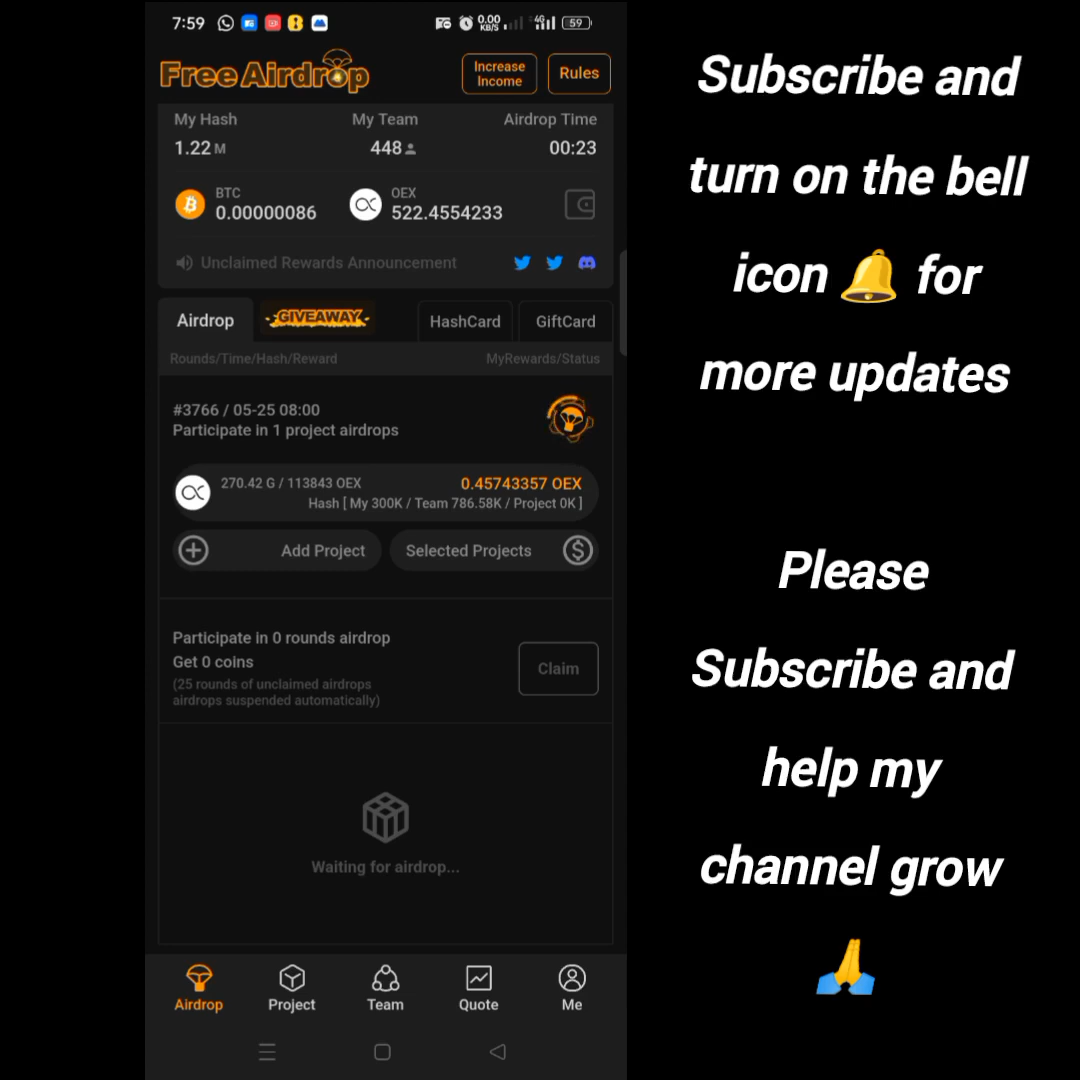 7:59 0.00 KB/S 4G 59
Free Airdrop
Increase
Income
Rules
My Hash My Team Airdrop Time
1.22 M 448 00:23
BTC OEX
0.00000086 522.4554233
Unclaimed Rewards Announcement
Airdrop GIVEAWAY HashCard GiftCard
Rounds/Time/Hash/Reward MyRewards/Status
#3766 / 05-25 08:00
Participate in 1 project airdrops
270.42 G / 113843 OEX 0.45743357 OEX
Hash [ My 300K / Team 786.58K / Project 0K ]
Add Project Selected Projects
Participate in 0 rounds airdrop
Get 0 coins
(25 rounds of unclaimed airdrops
airdrops suspended automatically)
Claim
Waiting for airdrop...
Airdrop Project Team Quote Me
Subscribe and
turn on the bell
icon 🔔 for
more updates
Please
Subscribe and
help my
channel grow
🙏